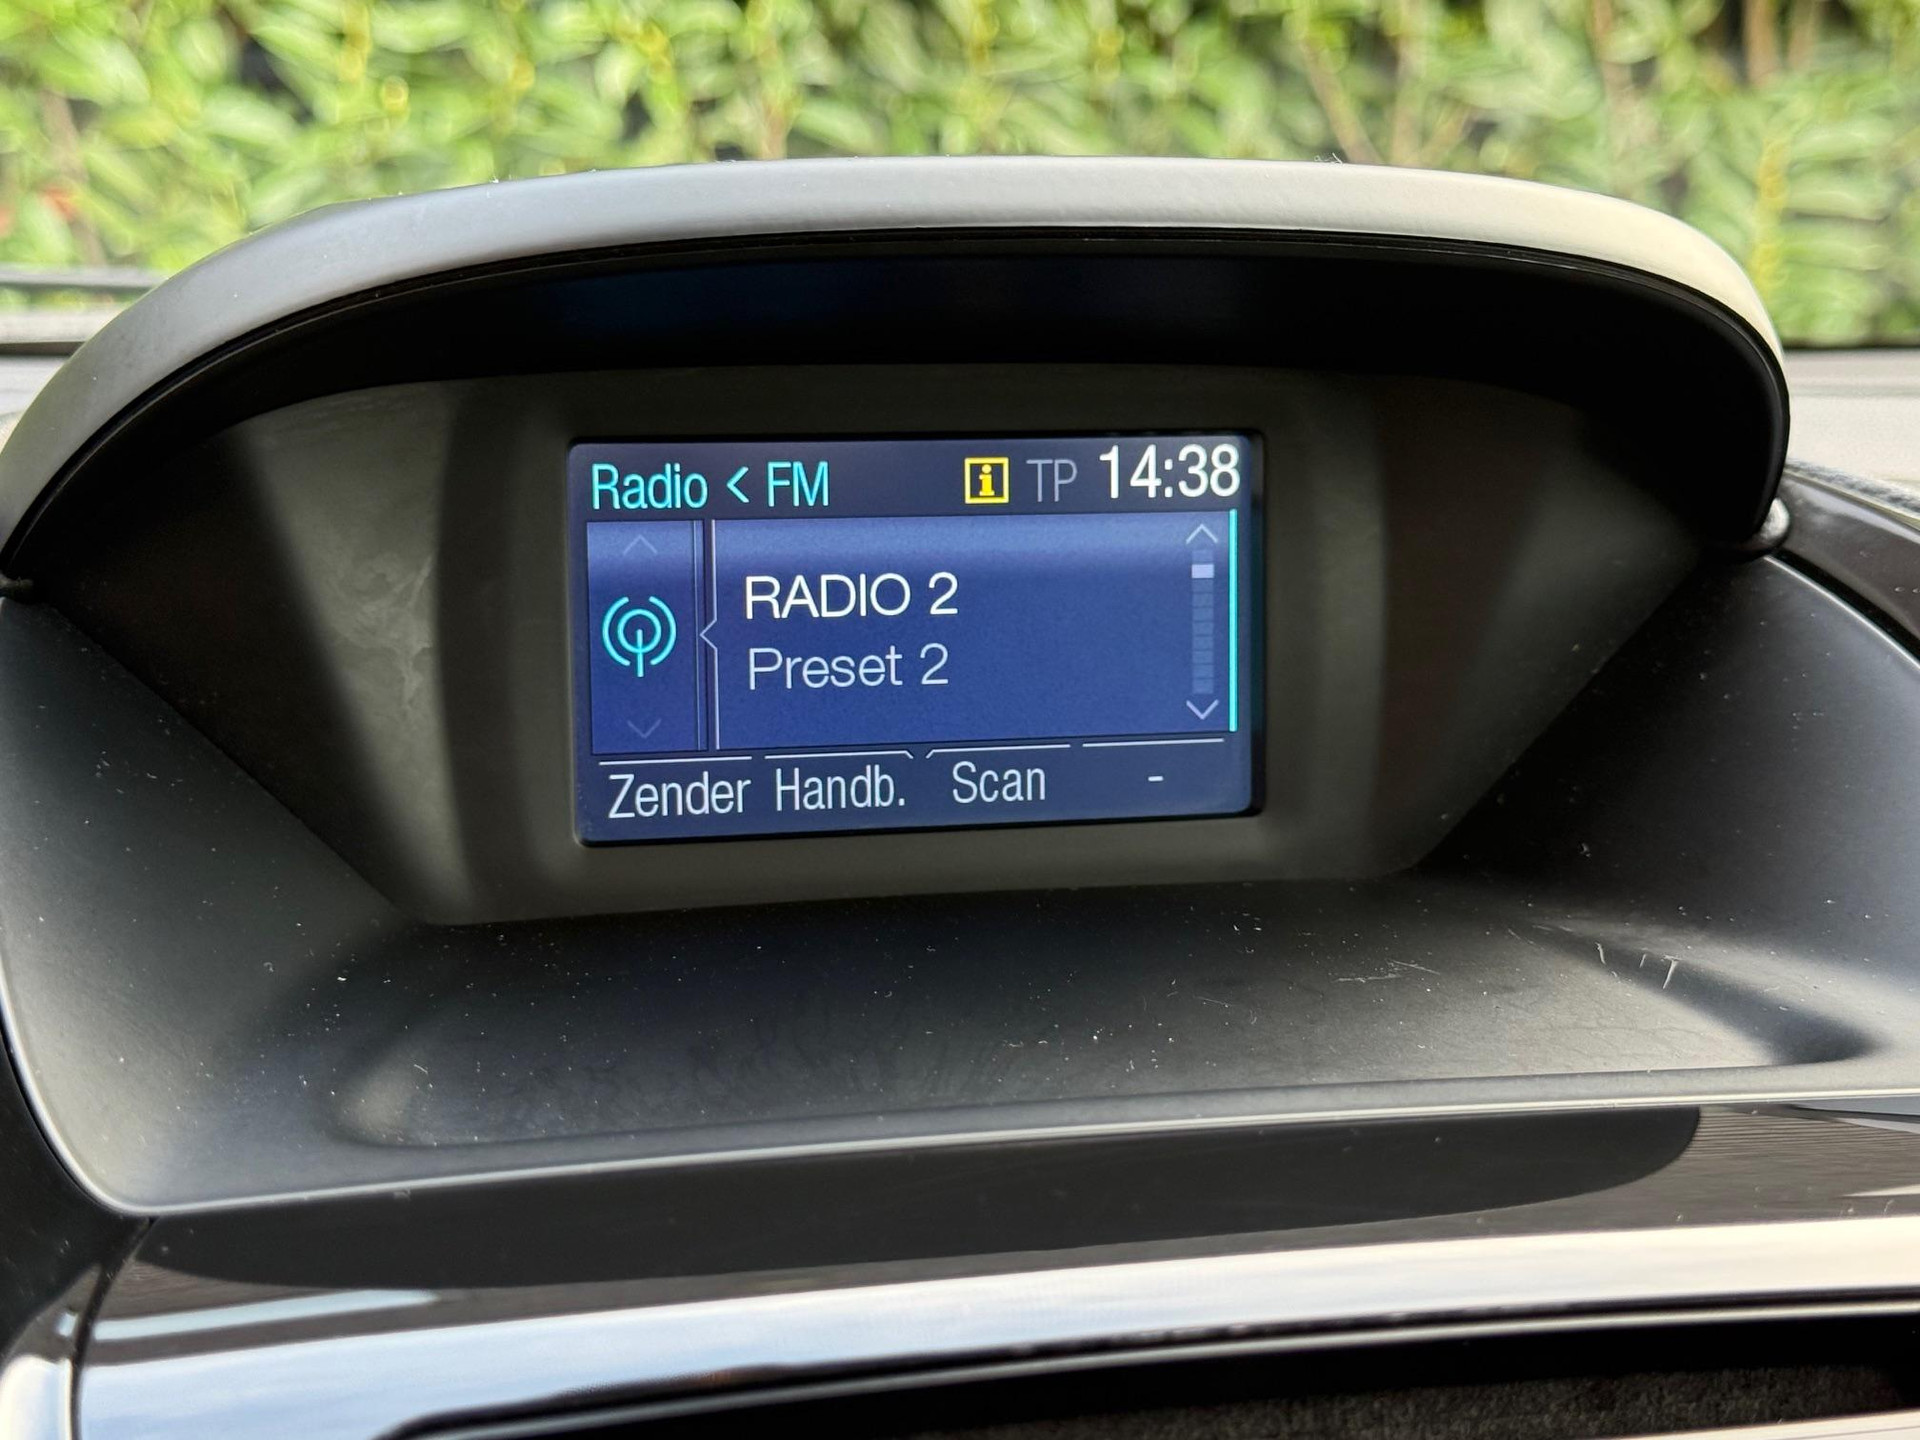 Radio < FM i TP 14:38
RADIO 2
Preset 2
Zender Handb. Scan -